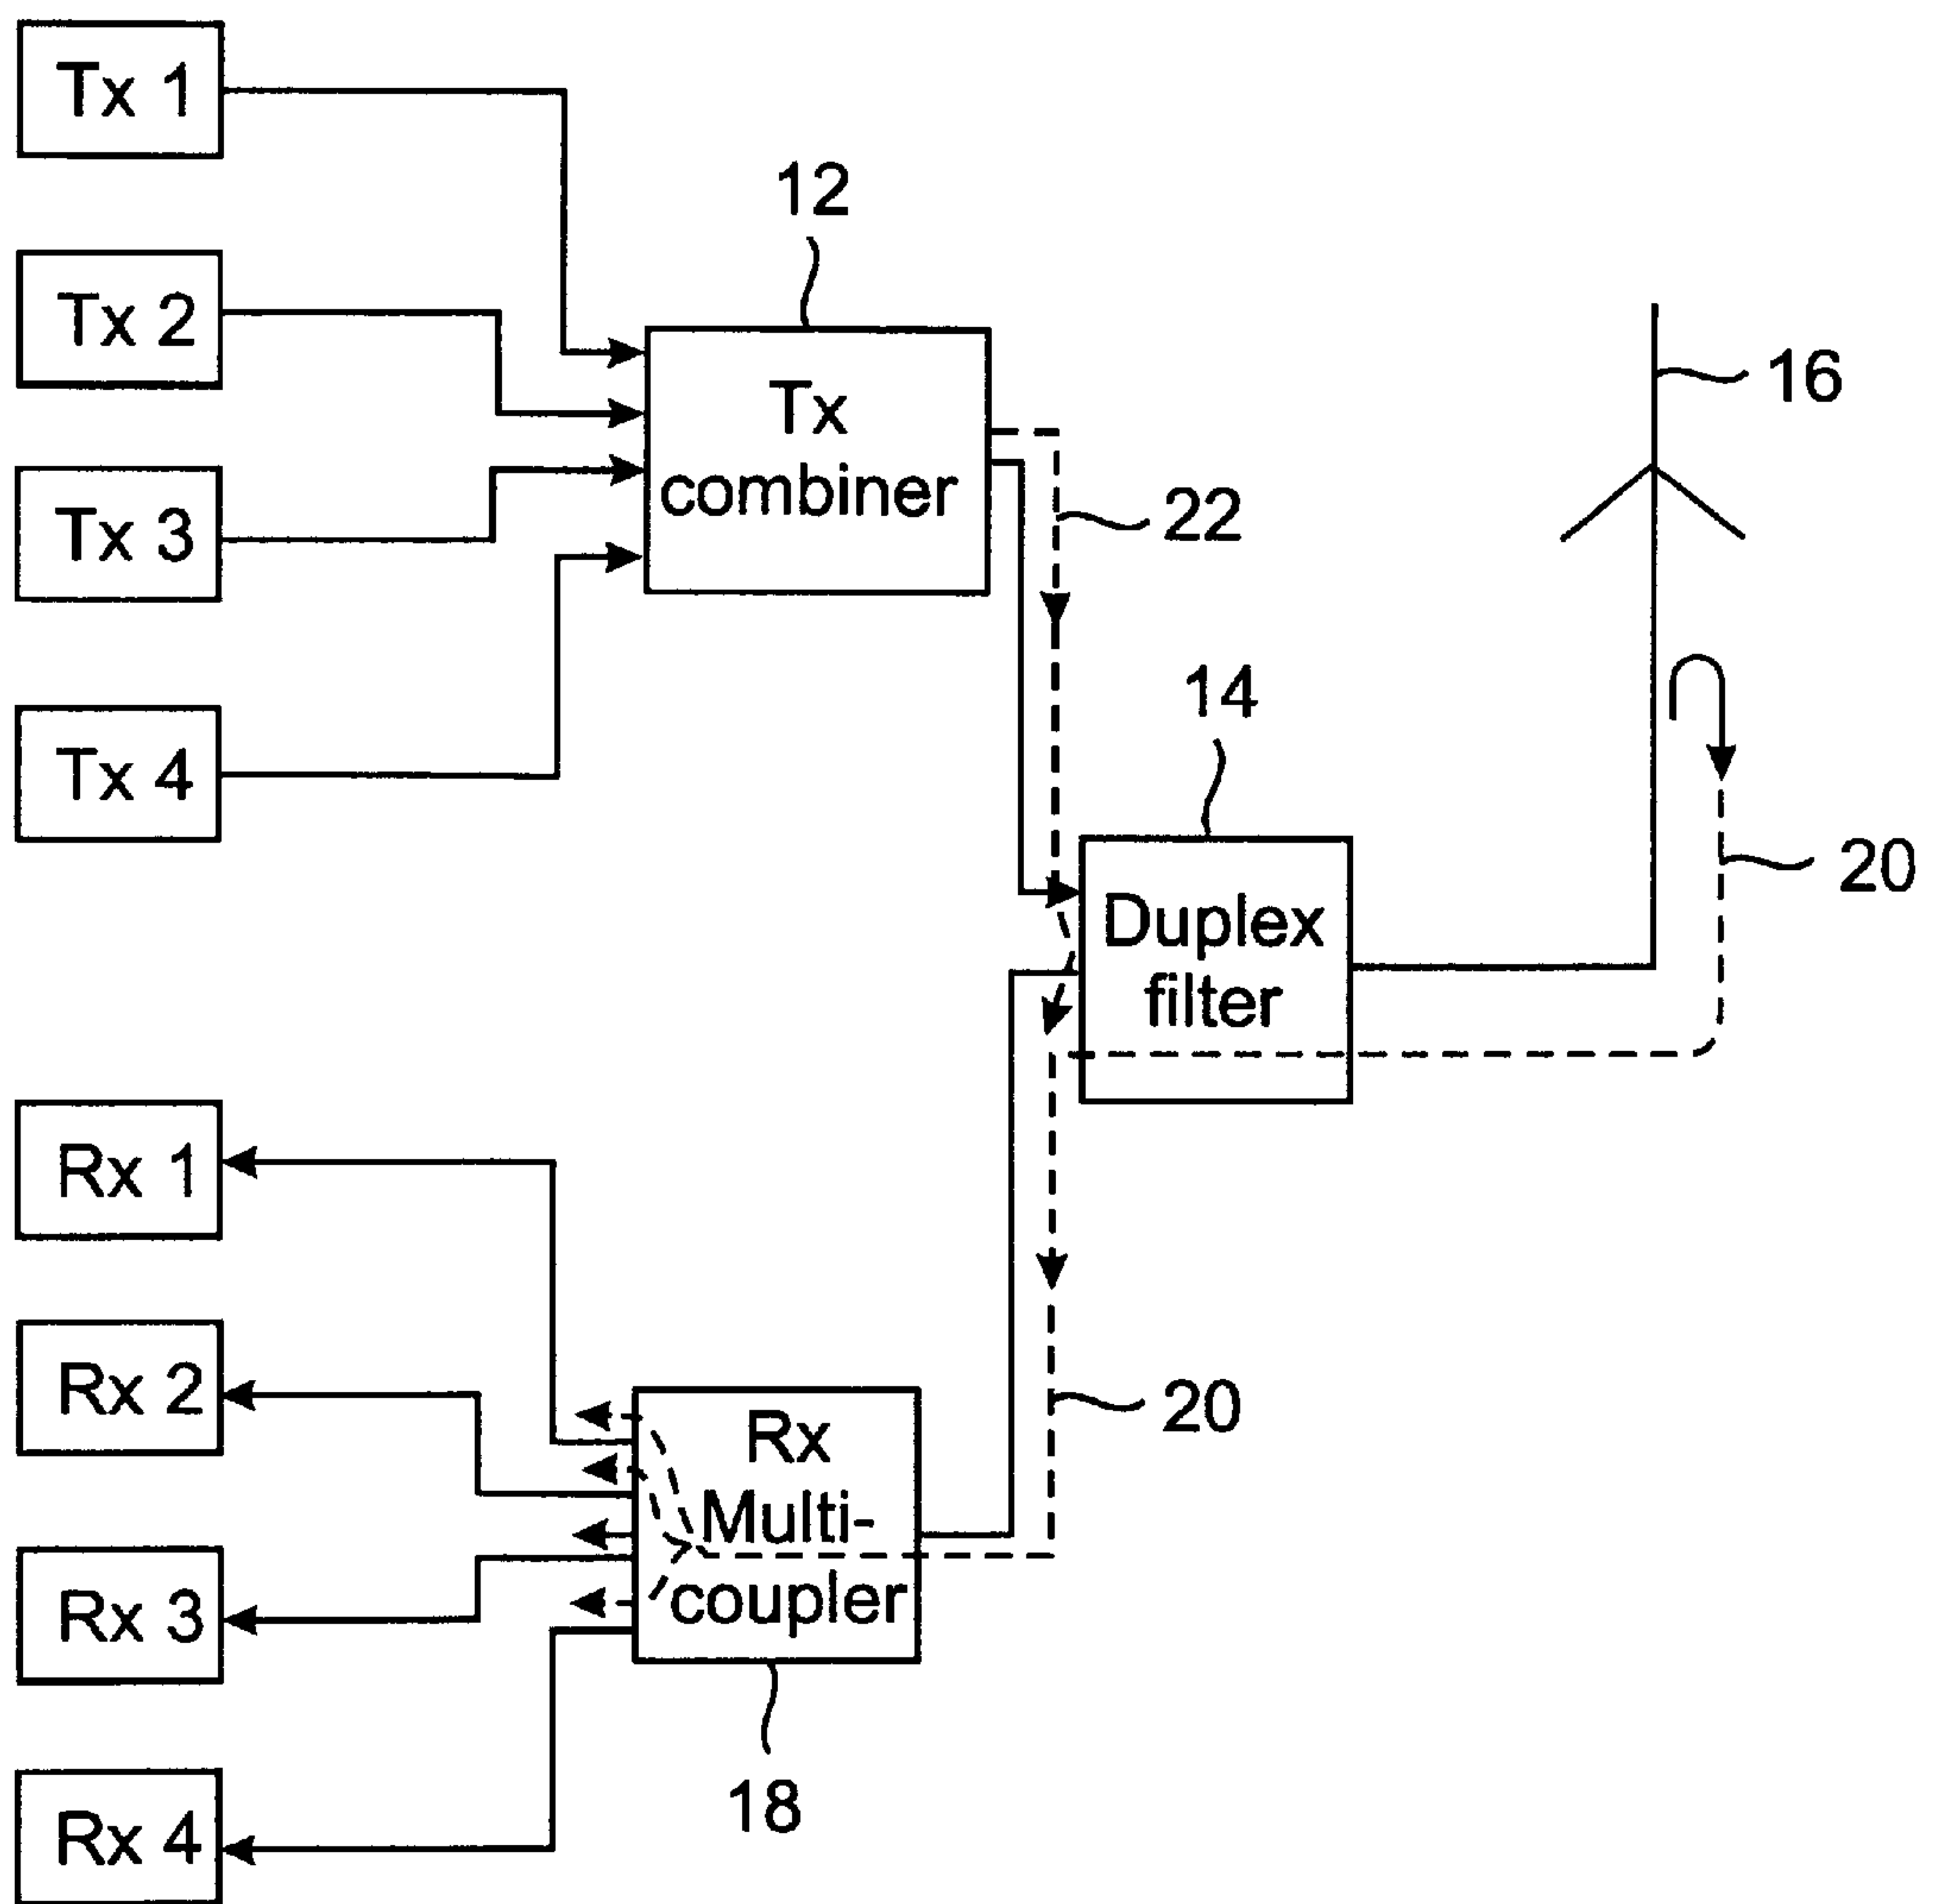 Tx 1
12
Tx 2
Tx
combiner
16
22
Tx 3
14
Tx 4
20
Duplex
filter
Rx 1
Rx 2
Rx
Multi-
coupler
20
Rx 3
18
Rx 4